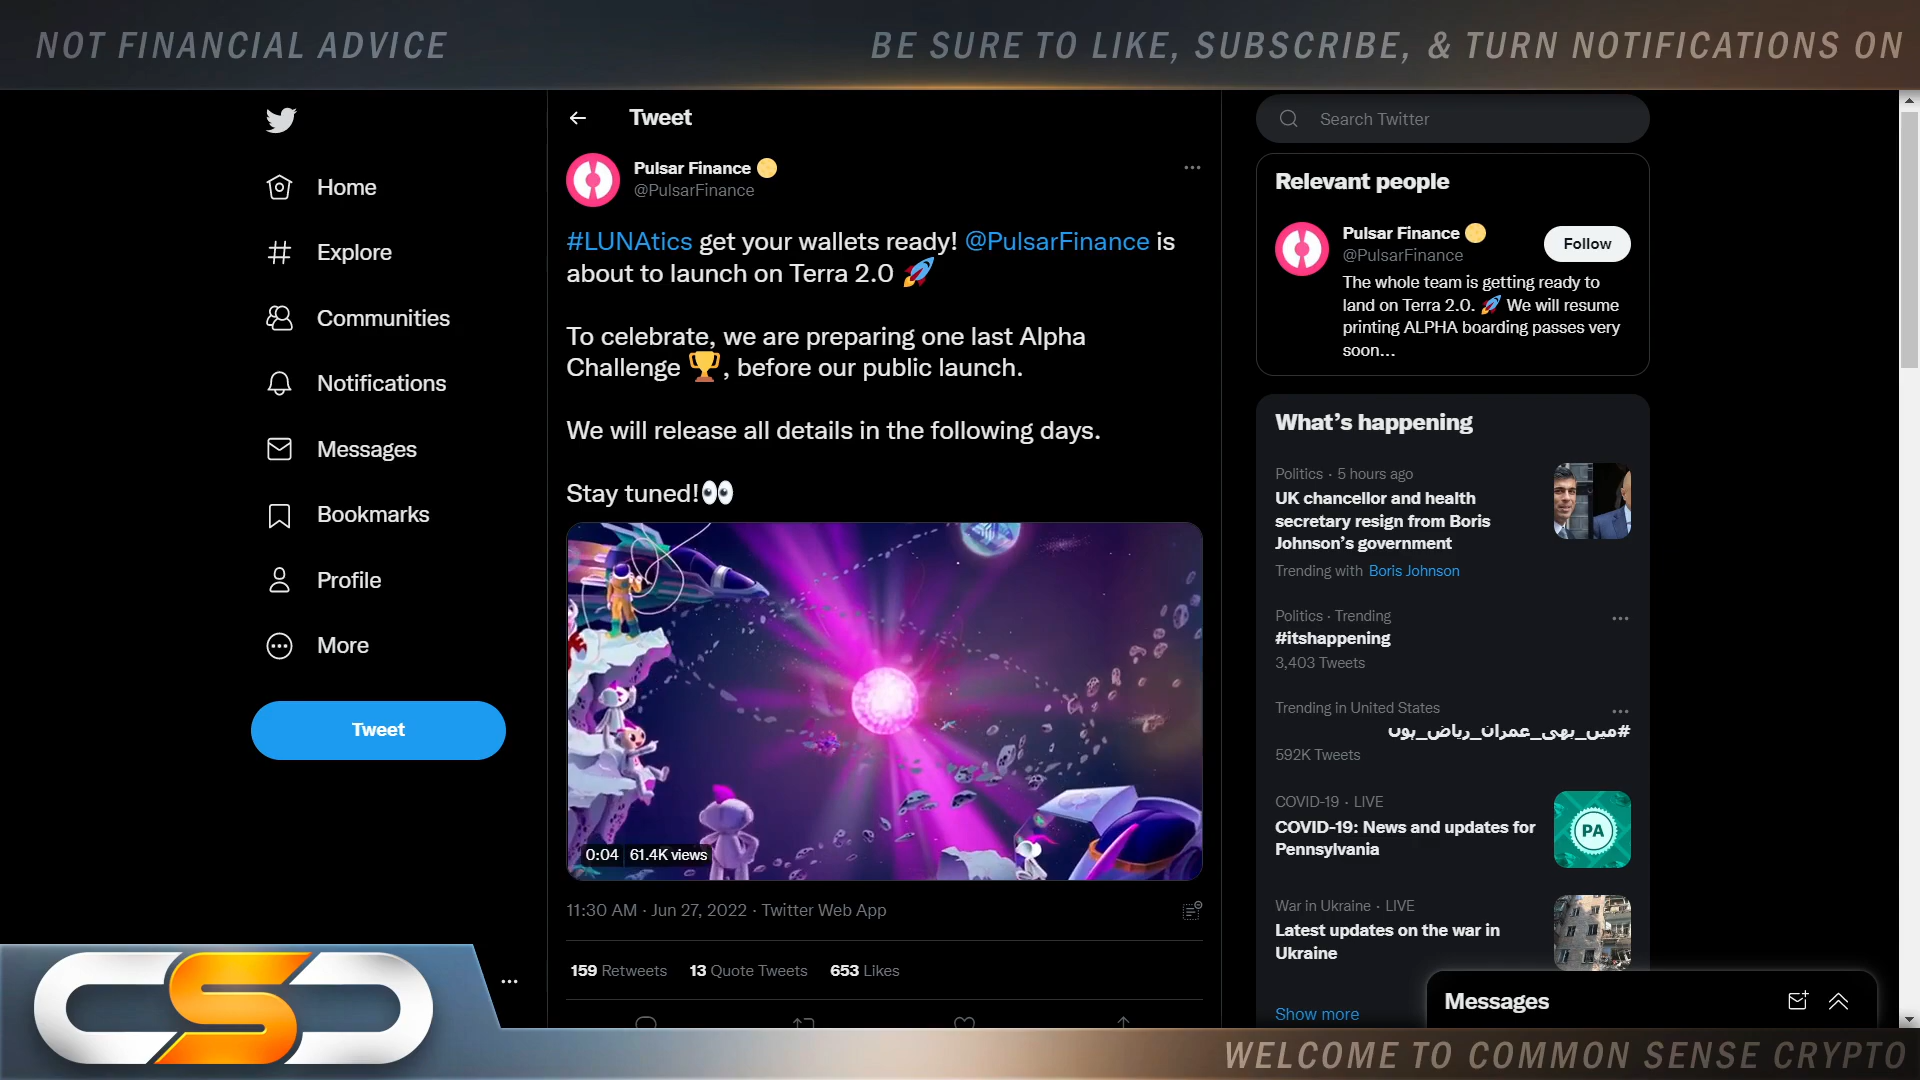 NOT FINANCIAL ADVICE
BE SURE TO LIKE, SUBSCRIBE, & TURN NOTIFICATIONS ON
Home
Explore
Communities
Notifications
Messages
Bookmarks
Profile
More
Tweet
Tweet
Pulsar Finance
@PulsarFinance
#LUNAtics get your wallets ready! @PulsarFinance is
about to launch on Terra 2.0 🚀
To celebrate, we are preparing one last Alpha
Challenge 🏆, before our public launch.
We will release all details in the following days.
Stay tuned!👀
0:04 61.4K views
11:30 AM · Jun 27, 2022 · Twitter Web App
159 Retweets 13 Quote Tweets 653 Likes
Search Twitter
Relevant people
Pulsar Finance
@PulsarFinance
Follow
The whole team is getting ready to
land on Terra 2.0. 🚀 We will resume
printing ALPHA boarding passes very
soon...
What's happening
Politics · 5 hours ago
UK chancellor and health
secretary resign from Boris
Johnson's government
Trending with Boris Johnson
Politics · Trending
#itshappening
3,403 Tweets
Trending in United States
#میں_بھی_عمران_ریاض_ہوں
592K Tweets
COVID-19 · LIVE
COVID-19: News and updates for
Pennsylvania
PA
War in Ukraine · LIVE
Latest updates on the war in
Ukraine
Show more
Messages
CSC
WELCOME TO COMMON SENSE CRYPTO